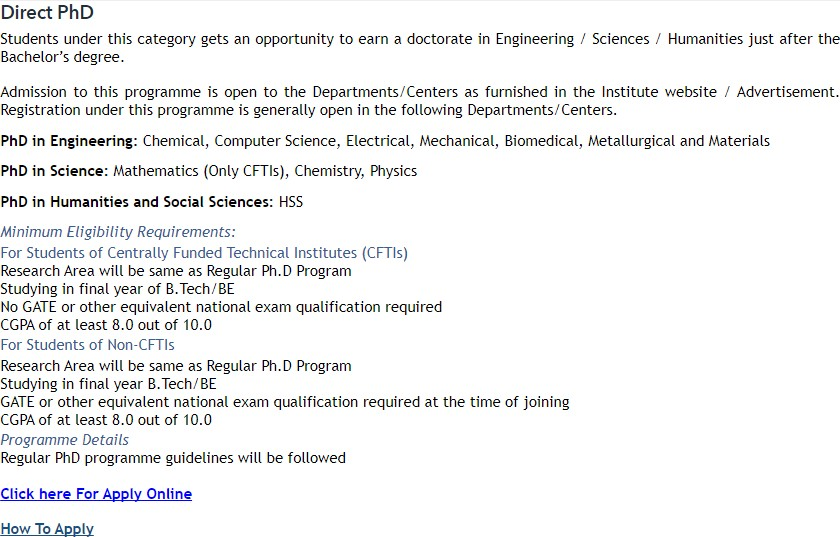 Direct PhD
Students under this category gets an opportunity to earn a doctorate in Engineering / Sciences / Humanities just after the
Bachelor's degree.
Admission to this programme is open to the Departments/Centers as furnished in the Institute website / Advertisement.
Registration under this programme is generally open in the following Departments/Centers.
PhD in Engineering: Chemical, Computer Science, Electrical, Mechanical, Biomedical, Metallurgical and Materials
PhD in Science: Mathematics (Only CFTIs), Chemistry, Physics
PhD in Humanities and Social Sciences: HSS
Minimum Eligibility Requirements:
For Students of Centrally Funded Technical Institutes (CFTIs)
Research Area will be same as Regular Ph.D Program
Studying in final year of B.Tech/BE
No GATE or other equivalent national exam qualification required
CGPA of at least 8.0 out of 10.0
For Students of Non-CFTIs
Research Area will be same as Regular Ph.D Program
Studying in final year B.Tech/BE
GATE or other equivalent national exam qualification required at the time of joining
CGPA of at least 8.0 out of 10.0
Programme Details
Regular PhD programme guidelines will be followed
Click here For Apply Online
How To Apply